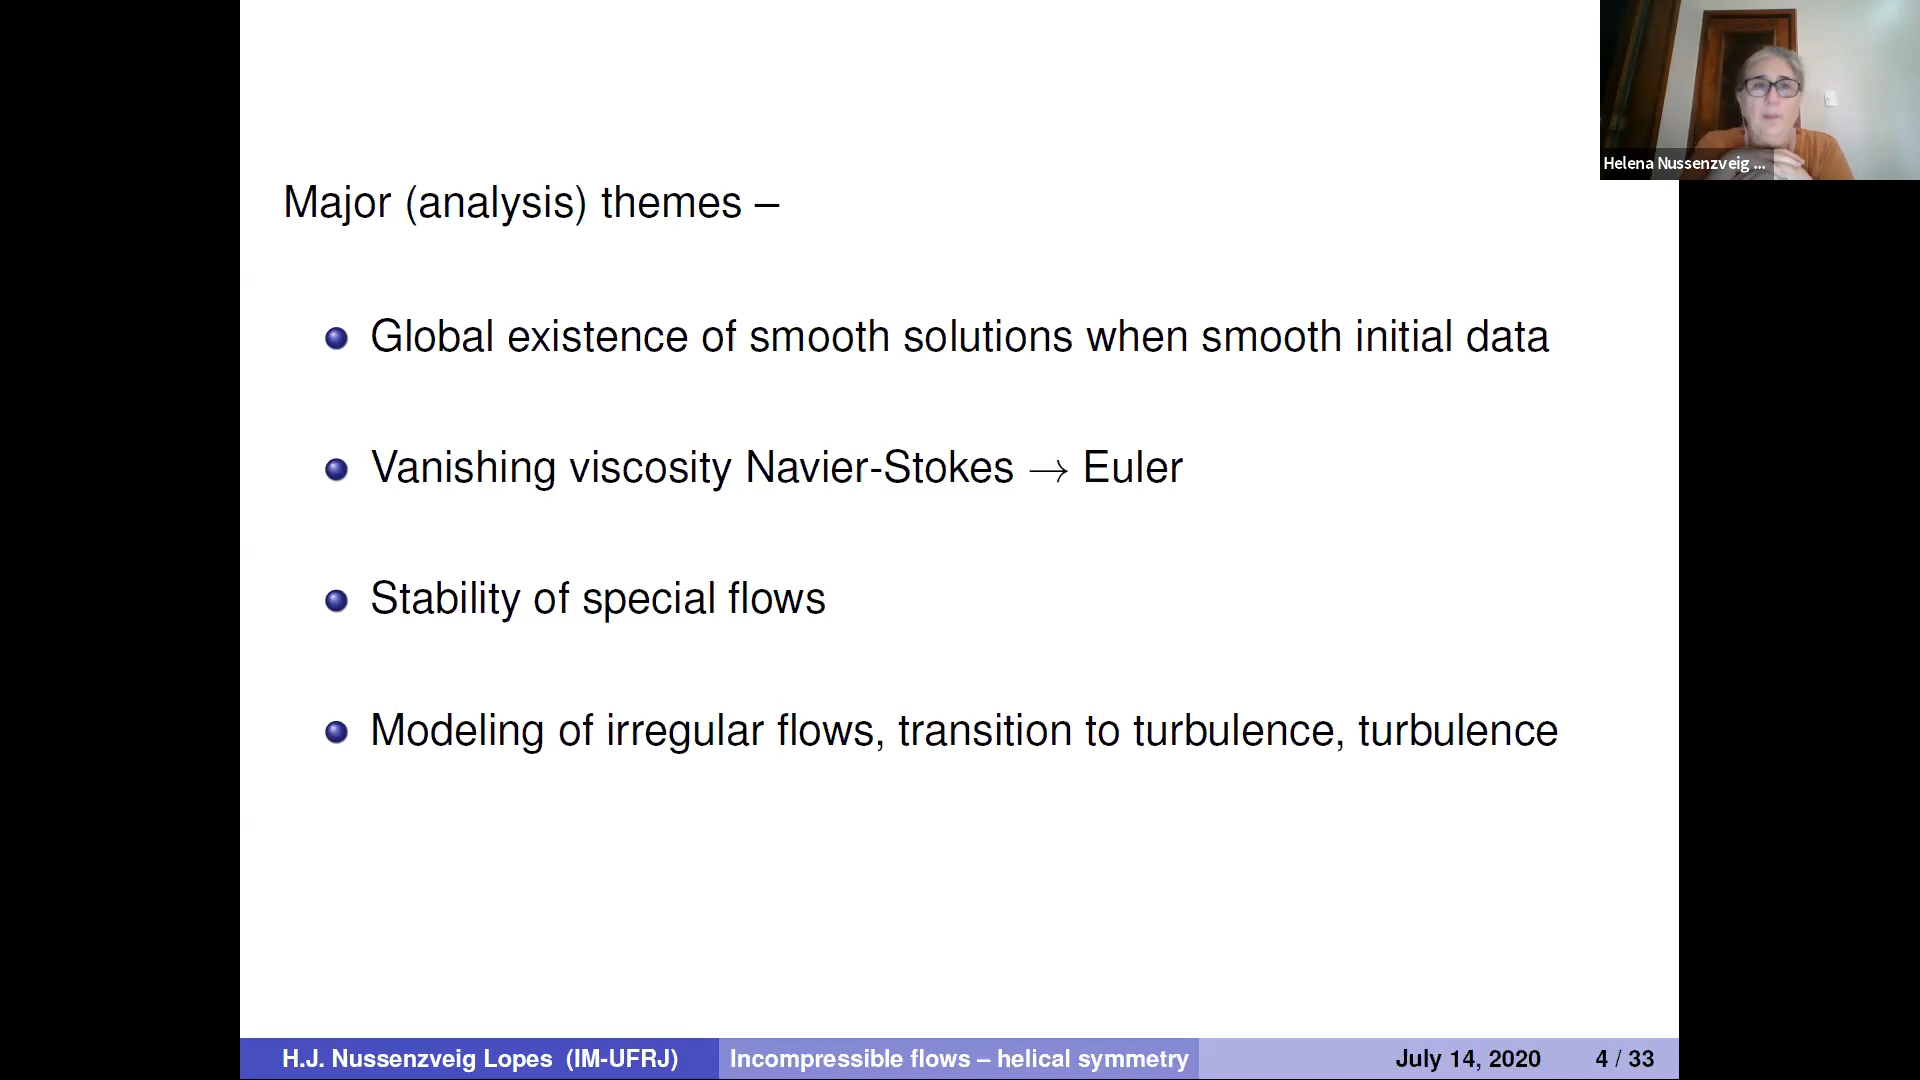 Helena Nussenzveig ...
Major (analysis) themes –
Global existence of smooth solutions when smooth initial data
Vanishing viscosity Navier-Stokes → Euler
Stability of special flows
Modeling of irregular flows, transition to turbulence, turbulence
H.J. Nussenzveig Lopes (IM-UFRJ) Incompressible flows – helical symmetry July 14, 2020 4 / 33